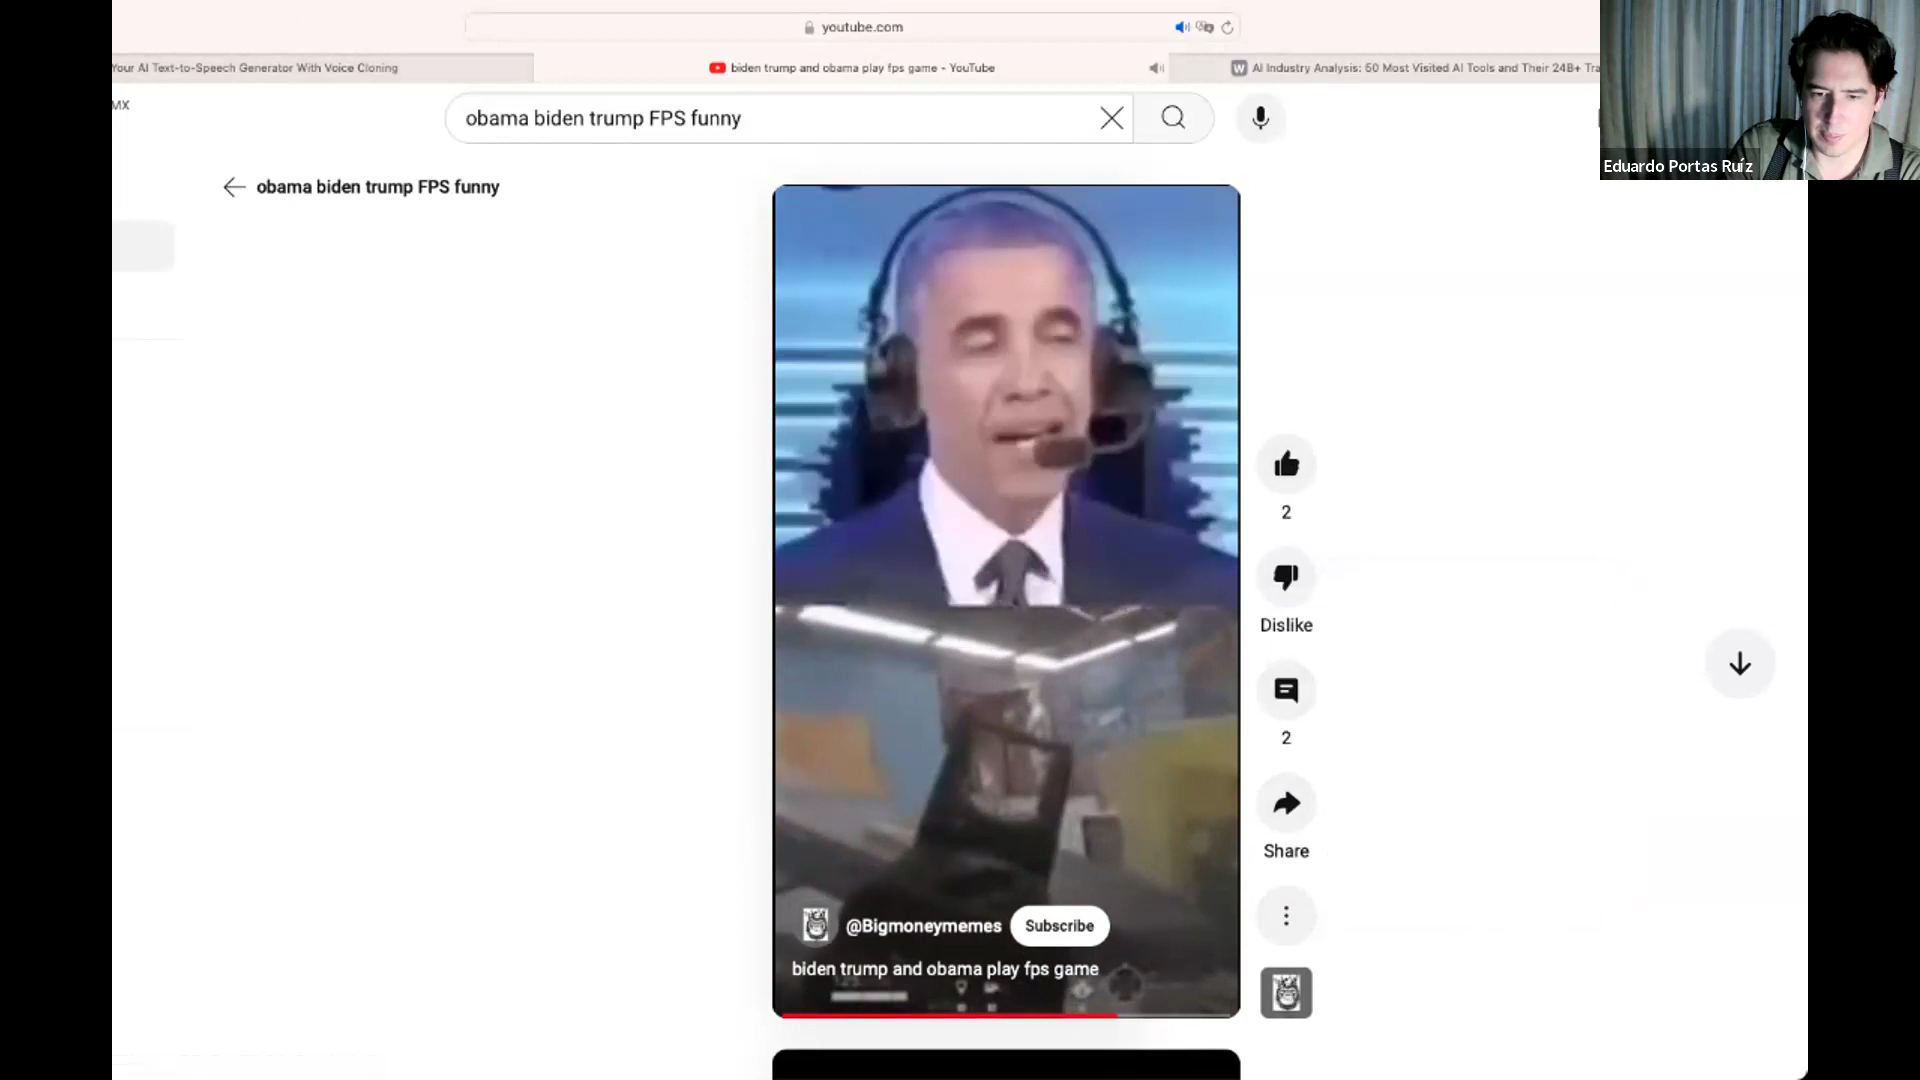 youtube.com
Your AI Text-to-Speech Generator With Voice Cloning
biden trump and obama play fps game - YouTube
W AI Industry Analysis: 50 Most Visited AI Tools and Their 24B+ Tra
MX
obama biden trump FPS funny
Eduardo Portas Ruíz
obama biden trump FPS funny
2
Dislike
2
Share
@Bigmoneymemes
Subscribe
biden trump and obama play fps game